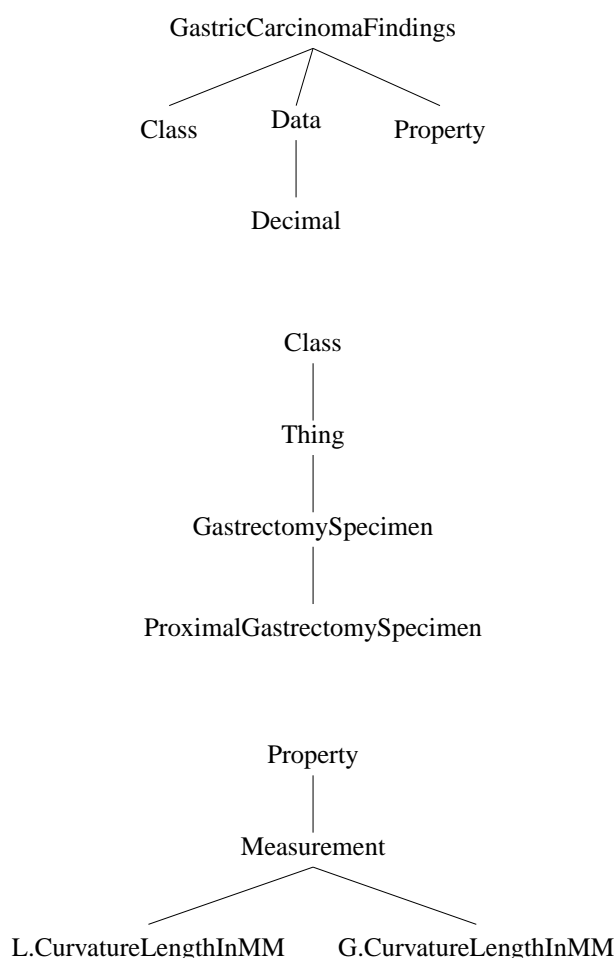 GastricCarcinomaFindings
Class Data Property
Decimal
Class
Thing
GastrectomySpecimen
ProximalGastrectomySpecimen
Property
Measurement
L.CurvatureLengthInMM G.CurvatureLengthInMM